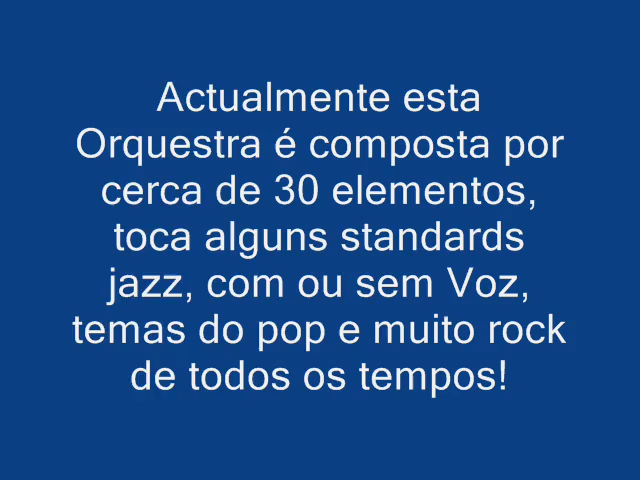 Actualmente esta
Orquestra é composta por
cerca de 30 elementos,
toca alguns standards
jazz, com ou sem Voz,
temas do pop e muito rock
de todos os tempos!